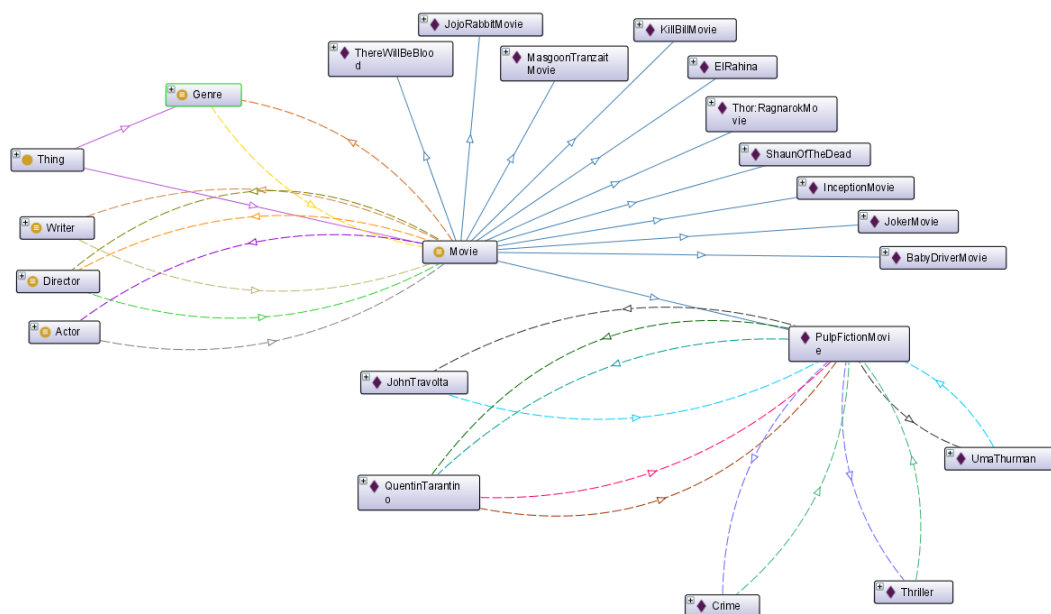 JojoRabbitMovie
KillBillMovie
ThereWillBeBloo
d
MasgoonTranzait
Movie
ElRahina
Genre
Thor:RagnarokMo
vie
Thing
ShaunOfTheDead
InceptionMovie
Writer
JokerMovie
Movie
BabyDriverMovie
Director
Actor
PulpFictionMovi
e
JohnTravolta
UmaThurman
QuentinTarantin
o
Thriller
Crime